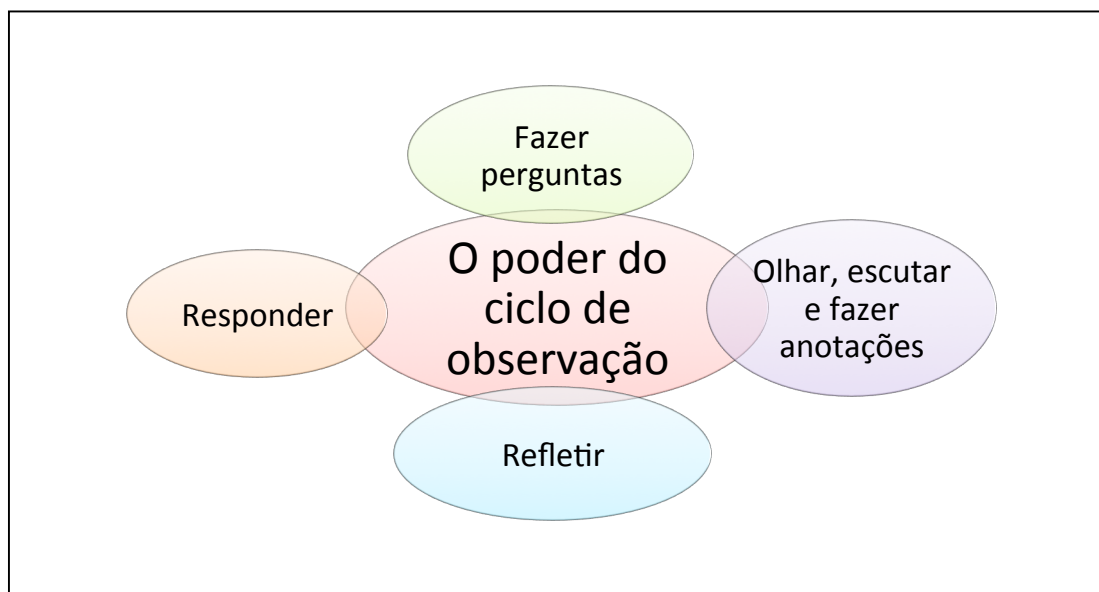 Fazer
perguntas
O poder do
ciclo de
observação
Olhar, escutar
e fazer
anotações
Responder
Refletir